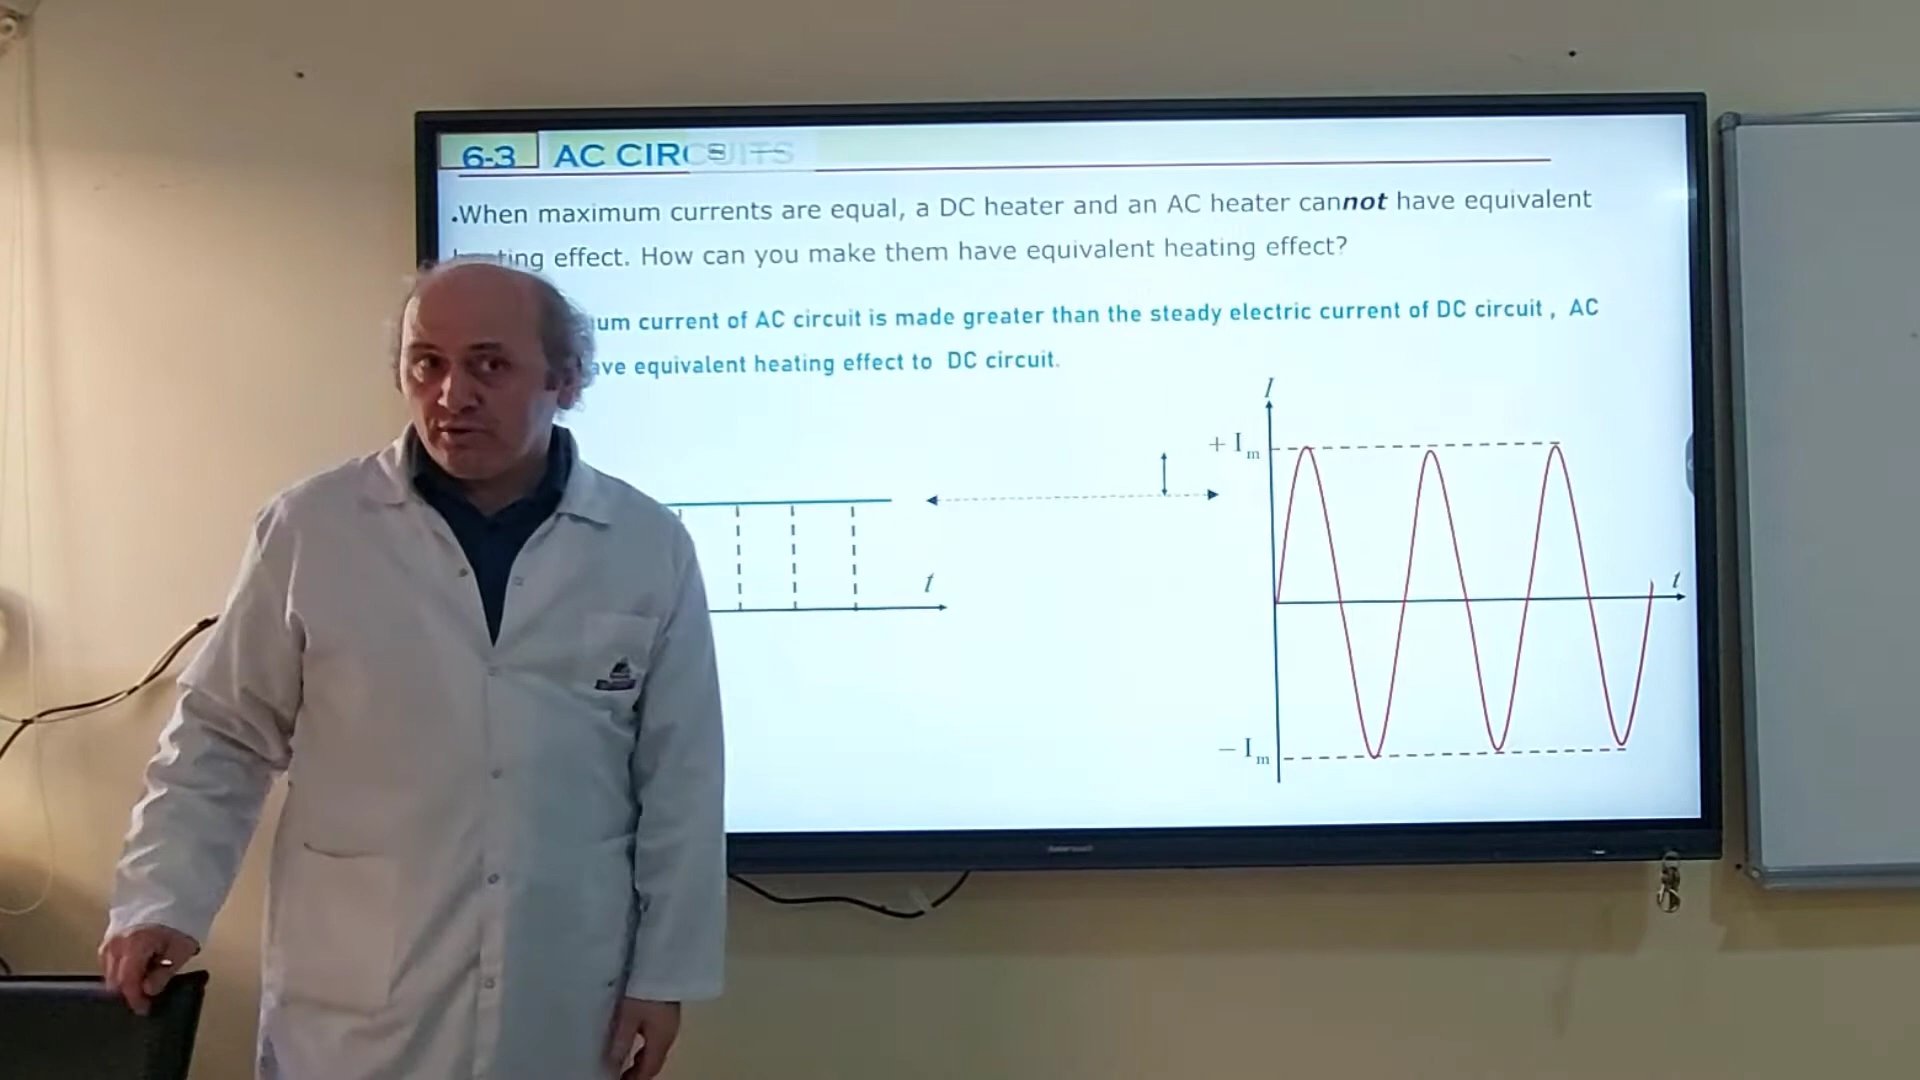 6-3 AC CIRCUITS
.When maximum currents are equal, a DC heater and an AC heater cannot have equivalent
effect. How can you make them have equivalent heating effect?
current of AC circuit is made greater than the steady electric current of DC circuit , AC
equivalent heating effect to DC circuit.
I
+ Im
t
t
− Im